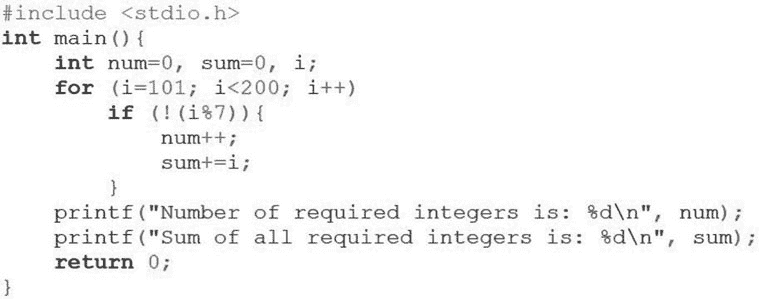 #include <stdio.h>
int main(){
    int num=0, sum=0, i;
    for (i=101; i<200; i++)
        if (!(i%7)){
            num++;
            sum+=i;
        }
    printf("Number of required integers is: %d\n", num);
    printf("Sum of all required integers is: %d\n", sum);
    return 0;
}